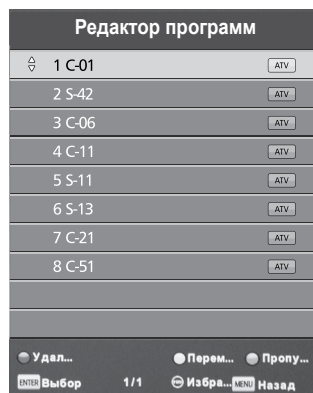 Редактор программ
1 C-01 ATV
2 S-42 ATV
3 C-06 ATV
4 C-11 ATV
5 S-11 ATV
6 S-13 ATV
7 C-21 ATV
8 C-51 ATV
Удал... Перем... Пропу...
ENTER Выбор 1/1 Избра... MENU Назад